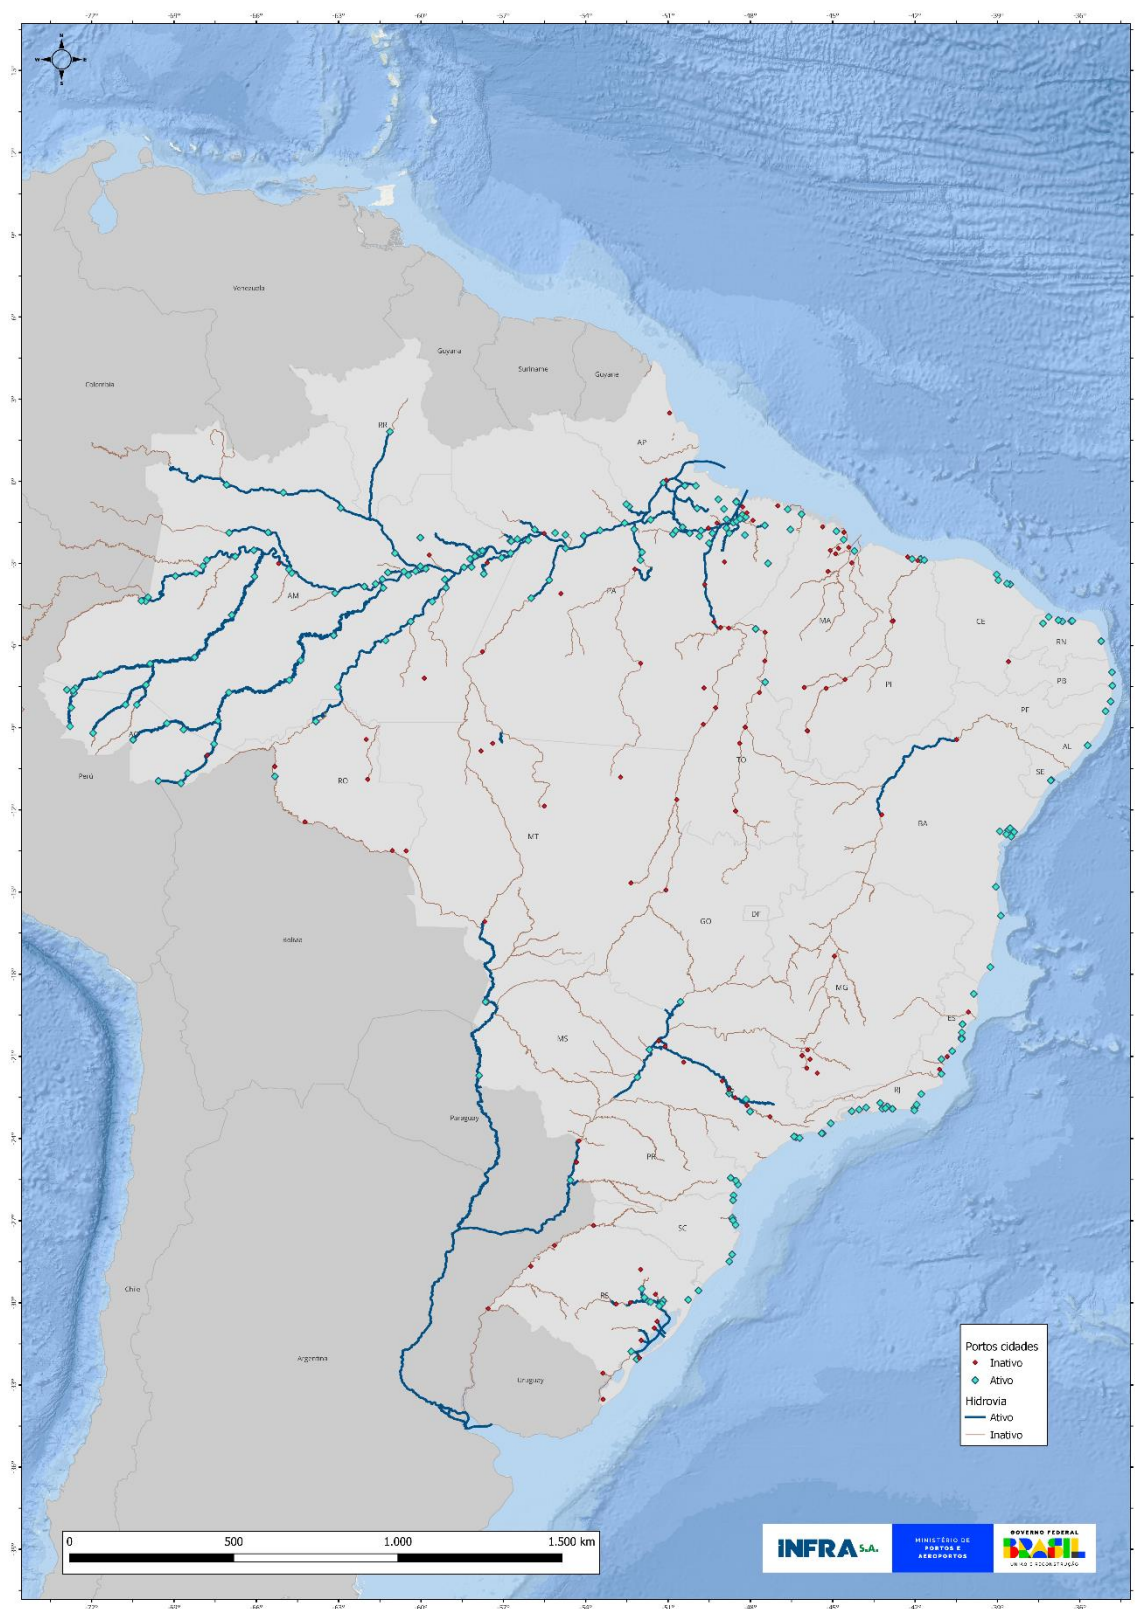 N
W
E
S
Venezuela
Guyana
Suriname
Guyane
Colombia
RR
AP
AM
PA
MA
CE
RN
PB
PI
PE
AL
AC
TO
SE
Perú
RO
BA
MT
GO
DF
Bolivia
MG
ES
MS
RJ
Paraguay
PR
SC
Chile
RS
Argentina
Uruguay
Portos cidades
Inativo
Ativo
Hidrovia
Ativo
Inativo
0 500 1.000 1.500 km
INFRA S.A.
MINISTÉRIO DE
PORTOS E
AEROPORTOS
GOVERNO FEDERAL
BRASIL
UNIÃO E RECONSTRUÇÃO